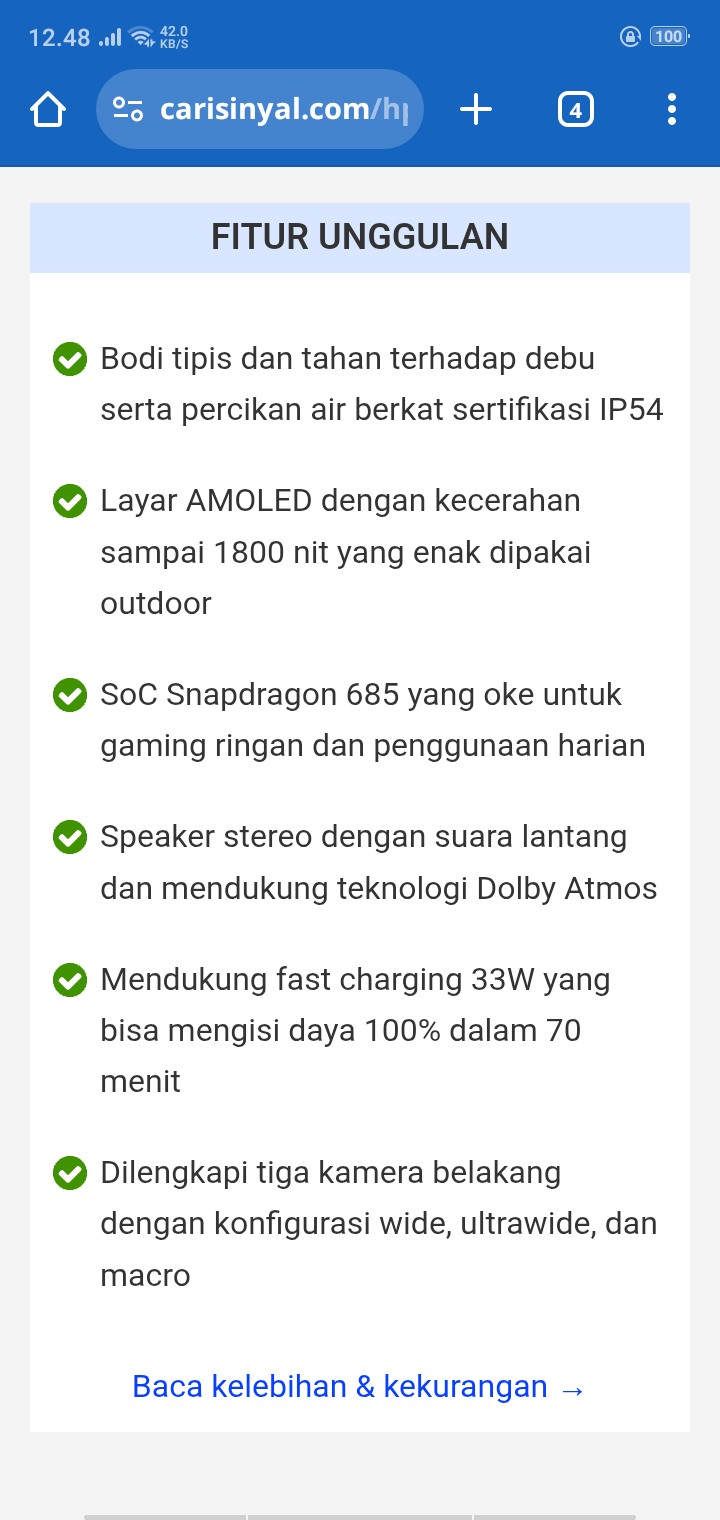 12.48
42.0
KB/S
100
carisinyal.com/hp
4
FITUR UNGGULAN
Bodi tipis dan tahan terhadap debu
serta percikan air berkat sertifikasi IP54
Layar AMOLED dengan kecerahan
sampai 1800 nit yang enak dipakai
outdoor
SoC Snapdragon 685 yang oke untuk
gaming ringan dan penggunaan harian
Speaker stereo dengan suara lantang
dan mendukung teknologi Dolby Atmos
Mendukung fast charging 33W yang
bisa mengisi daya 100% dalam 70
menit
Dilengkapi tiga kamera belakang
dengan konfigurasi wide, ultrawide, dan
macro
Baca kelebihan & kekurangan →